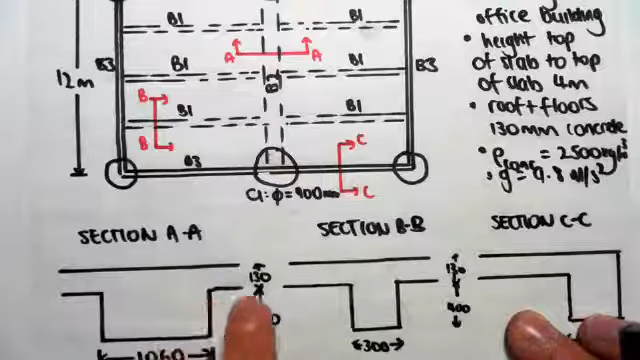 B1
B1
office building
• height top
of slab to top
of slab 4m
• roof + floors
130mm concrete
= 2500kg/m³
g = 9.8 m/s²
A
A
B3
B1
B1
B3
12m
B
B1
B1
B
C
B3
C
C1: φ = 900mm
SECTION A-A
SECTION B-B
SECTION C-C
130
130
400
1060
300